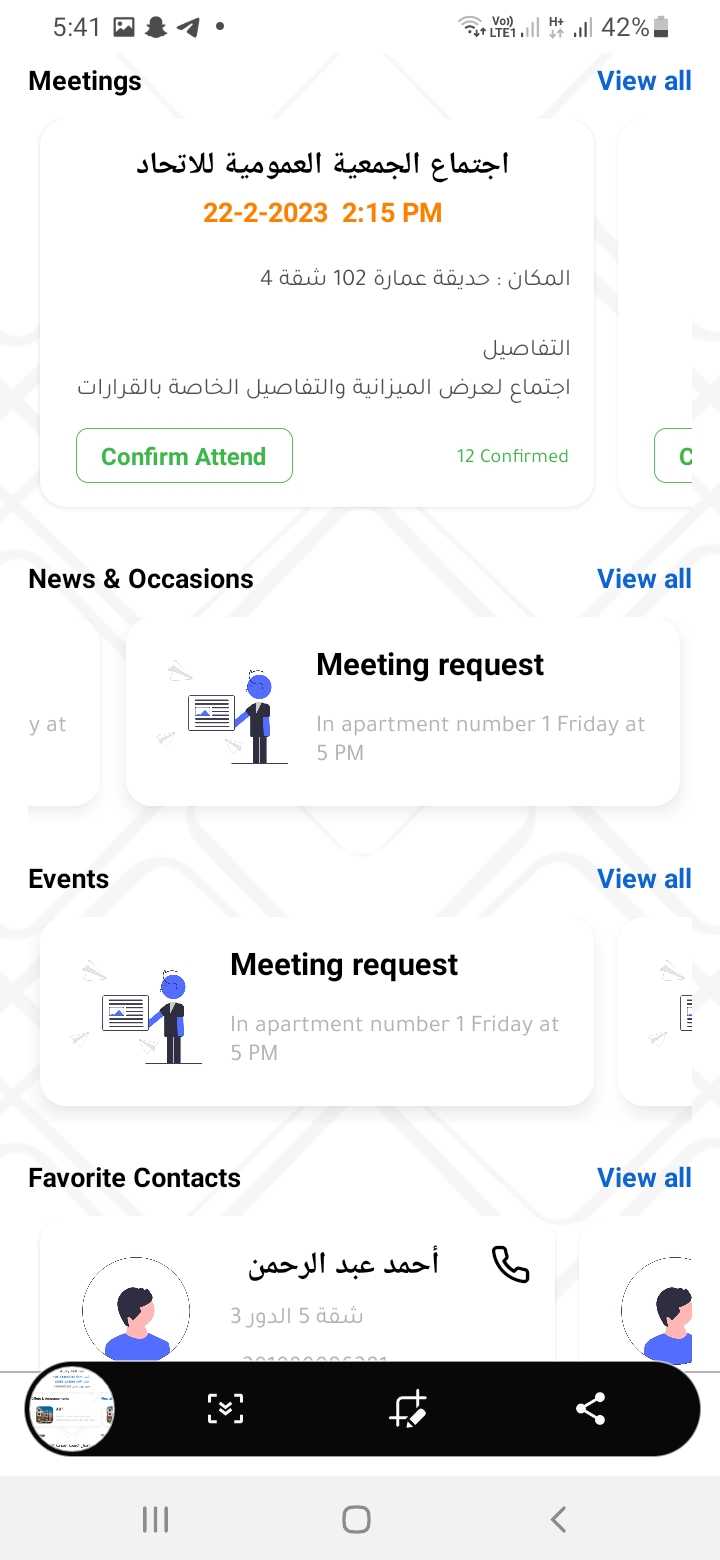 5:41
Vo) LTE1 H+ 42%
Meetings View all
اجتماع الجمعية العمومية للاتحاد
22-2-2023 2:15 PM
المكان : حديقة عمارة 102 شقة 4
التفاصيل
اجتماع لعرض الميزانية والتفاصيل الخاصة بالقرارات
Confirm Attend 12 Confirmed C
News & Occasions View all
Meeting request
y at In apartment number 1 Friday at
5 PM
Events View all
Meeting request
In apartment number 1 Friday at
5 PM
Favorite Contacts View all
أحمد عبد الرحمن
شقة 5 الدور 3